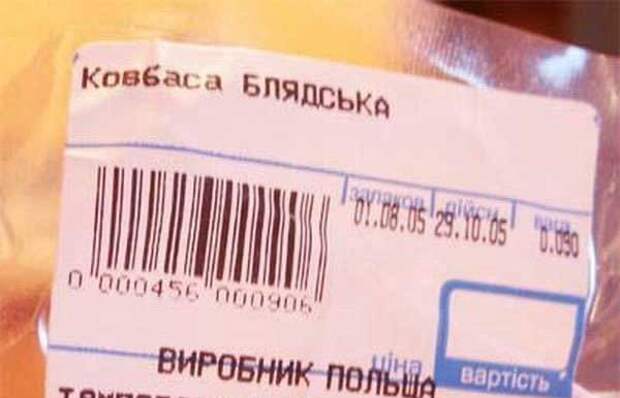 Ковбаса БЛЯДСЬКА
запаков дійсн вага
01.08.05 29.10.05 0.090
0 000456 000906
ціна вартість
ВИРОБНИК ПОЛЬЩА